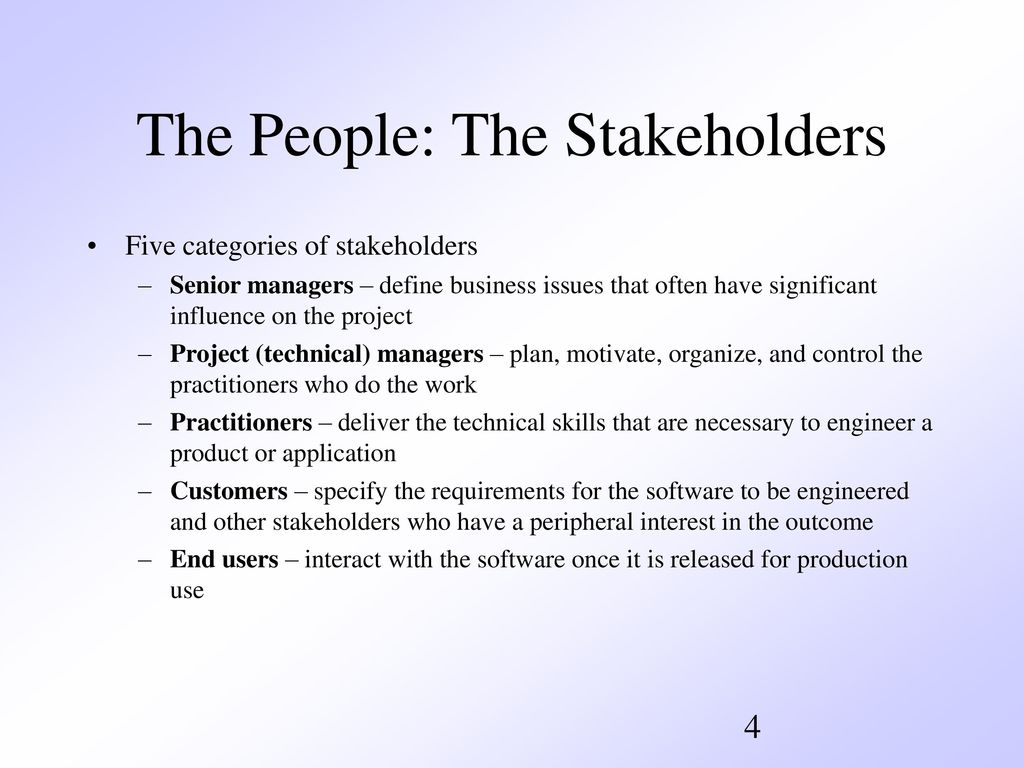 The People: The Stakeholders
• Five categories of stakeholders
– Senior managers – define business issues that often have significant
influence on the project
– Project (technical) managers – plan, motivate, organize, and control the
practitioners who do the work
– Practitioners – deliver the technical skills that are necessary to engineer a
product or application
– Customers – specify the requirements for the software to be engineered
and other stakeholders who have a peripheral interest in the outcome
– End users – interact with the software once it is released for production
use
4